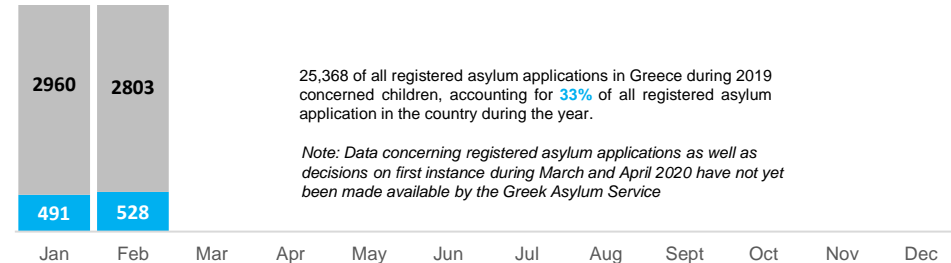 2960
2803
25,368 of all registered asylum applications in Greece during 2019
concerned children, accounting for 33% of all registered asylum
application in the country during the year.
Note: Data concerning registered asylum applications as well as
decisions on first instance during March and April 2020 have not yet
been made available by the Greek Asylum Service
491
528
Jan Feb Mar Apr May Jun Jul Aug Sept Oct Nov Dec